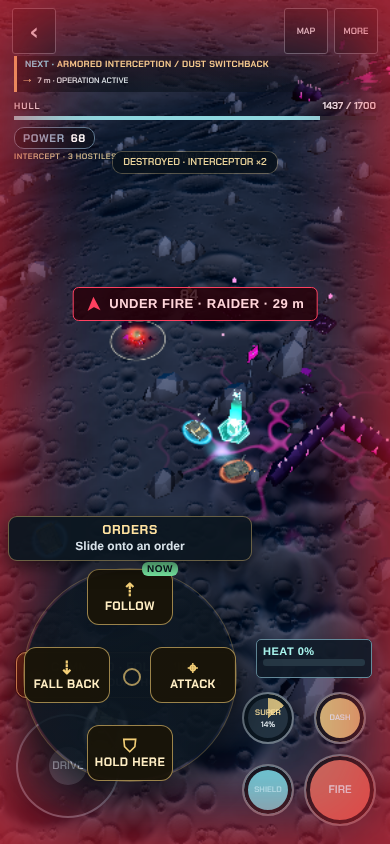 ‹
MAP
MORE
NEXT · ARMORED INTERCEPTION / DUST SWITCHBACK
→ 7 m · OPERATION ACTIVE
HULL
1437 / 1700
POWER 68
INTERCEPT · 3 HOSTILES
DESTROYED · INTERCEPTOR ×2
UNDER FIRE · RAIDER · 29 m
ORDERS
Slide onto an order
NOW
FOLLOW
FALL BACK
ATTACK
HOLD HERE
HEAT 0%
SUPER
14%
DASH
DRIVE
SHIELD
FIRE